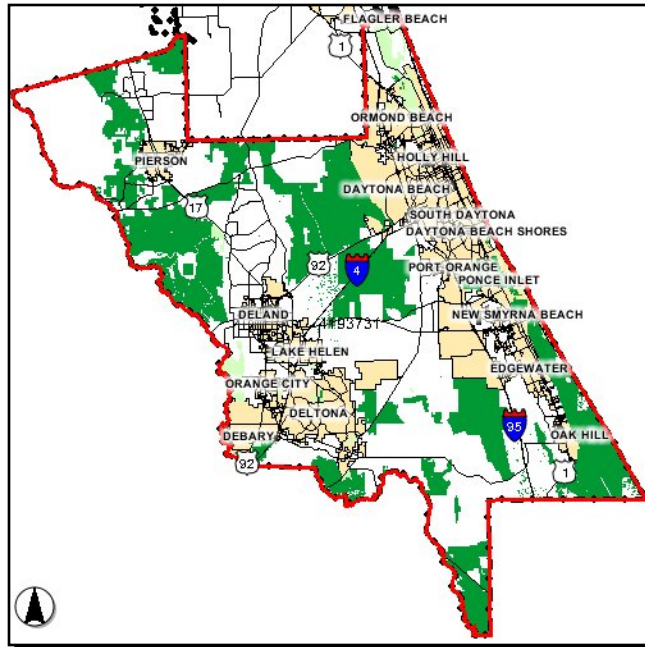 FLAGLER BEACH
1
ORMOND BEACH
HOLLY HILL
PIERSON
DAYTONA BEACH
17
SOUTH DAYTONA
DAYTONA BEACH SHORES
92
4
PORT ORANGE
PONCE INLET
DELAND
NEW SMYRNA BEACH
4193731
LAKE HELEN
EDGEWATER
ORANGE CITY
DELTONA
95
DEBARY
OAK HILL
92
1